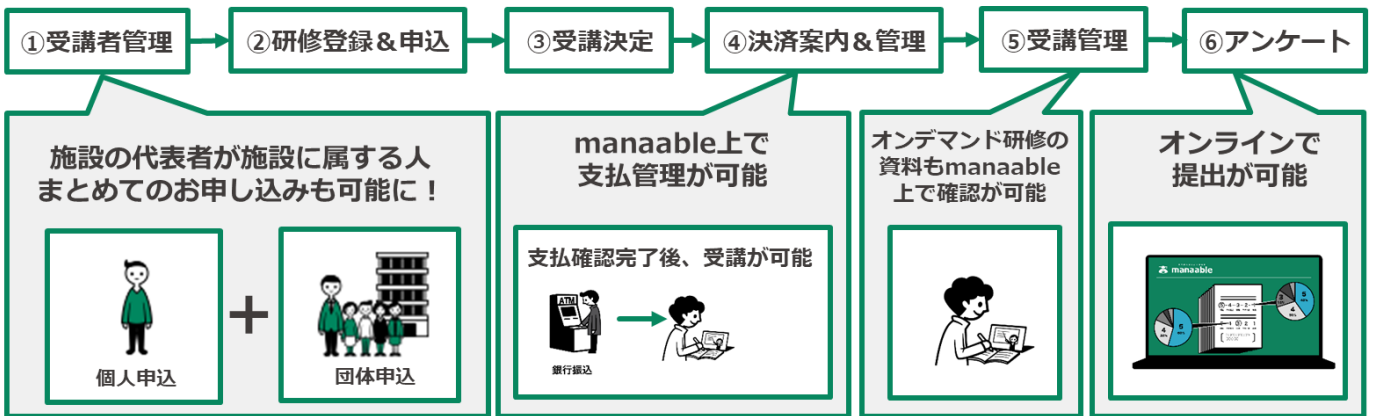 ①受講者管理
②研修登録&申込
③受講決定
④決済案内&管理
⑤受講管理
⑥アンケート
施設の代表者が施設に属する人
まとめてのお申し込みも可能に!
個人申込
+
団体申込
manaable上で
支払管理が可能
支払確認完了後、受講が可能
ATM
銀行振込
オンデマンド研修の
資料もmanaable
上で確認が可能
オンラインで
提出が可能
manaable